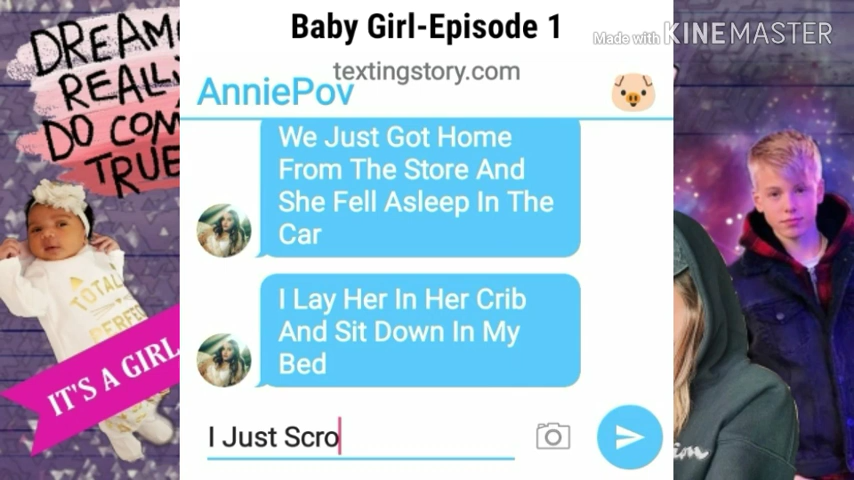 Baby Girl-Episode 1
Made with KINEMASTER
textingstory.com
AnniePov
DREAMS
REALLY
DO COME
TRUE
We Just Got Home
From The Store And
She Fell Asleep In The
Car
I Lay Her In Her Crib
And Sit Down In My
Bed
I Just Scro
TOTALL
PERFE
IT'S A GIRL